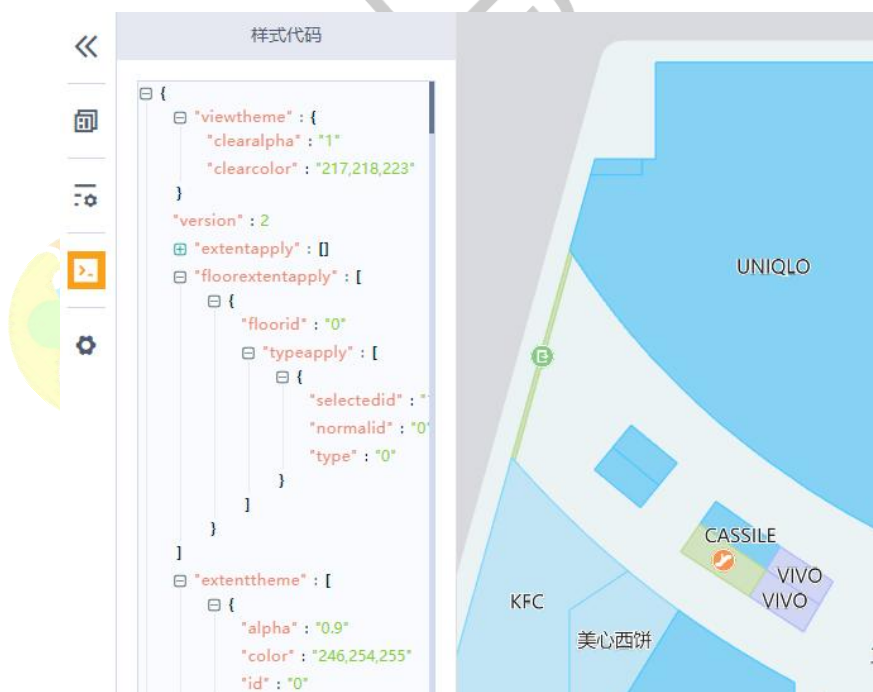 样式代码
{
"viewtheme" : {
"clearalpha" : "1"
"clearcolor" : "217,218,223"
}
"version" : 2
"extentapply" : []
"floorextentapply" : [
{
"floorid" : "0"
"typeapply" : [
{
"selectedid" : "
"normalid" : "0"
"type" : "0"
}
]
}
]
"extenttheme" : [
{
"alpha" : "0.9"
"color" : "246,254,255"
"id" : "0"
UNIQLO
CASSILE
VIVO
VIVO
KFC
美心西饼